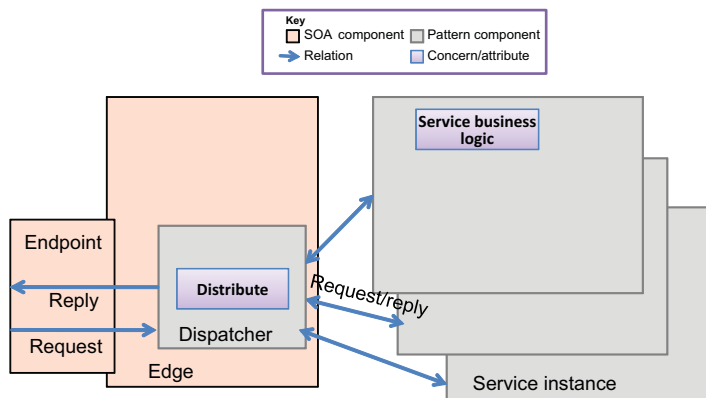 Key
SOA component
Pattern component
Relation
Concern/attribute
Service business
logic
Endpoint
Reply
Request
Distribute
Dispatcher
Edge
Request/reply
Service instance